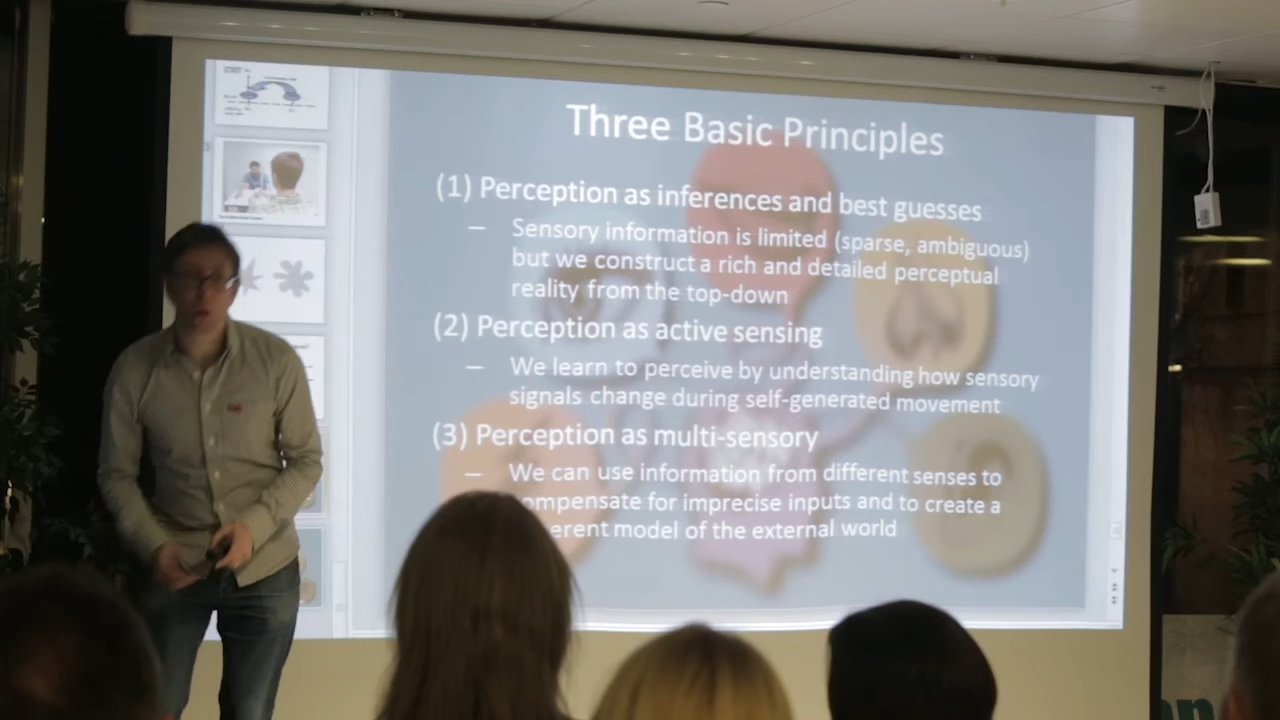 Three Basic Principles
(1) Perception as inferences and best guesses
– Sensory information is limited (sparse, ambiguous)
but we construct a rich and detailed perceptual
reality from the top-down
(2) Perception as active sensing
– We learn to perceive by understanding how sensory
signals change during self-generated movement
(3) Perception as multi-sensory
– We can use information from different senses to
ompensate for imprecise inputs and to create a
erent model of the external world